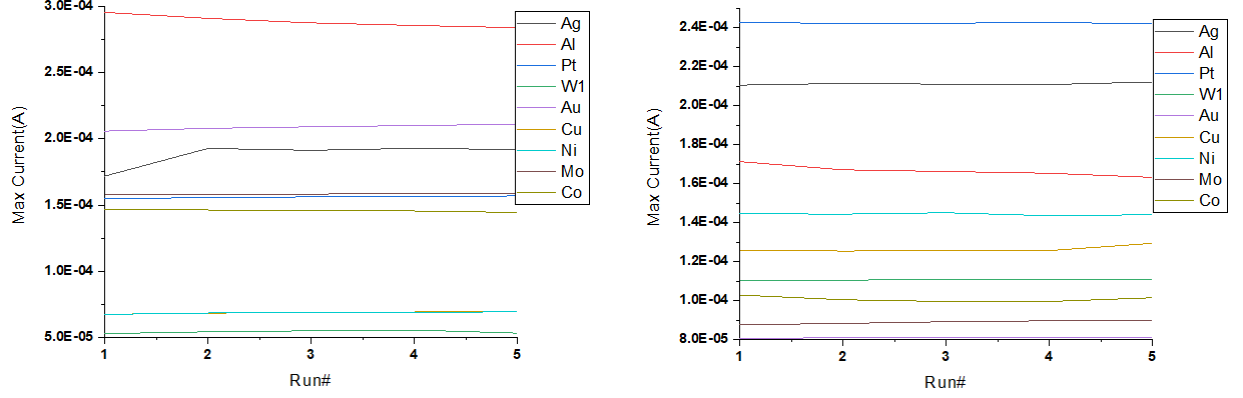 3.0E-04
2.5E-04
2.0E-04
1.5E-04
1.0E-04
5.0E-05
Max Current(A)
1 2 3 4 5
Run#
Ag
Al
Pt
W1
Au
Cu
Ni
Mo
Co
2.4E-04
2.2E-04
2.0E-04
1.8E-04
1.6E-04
1.4E-04
1.2E-04
1.0E-04
8.0E-05
Max Current(A)
1 2 3 4 5
Run#
Ag
Al
Pt
W1
Au
Cu
Ni
Mo
Co